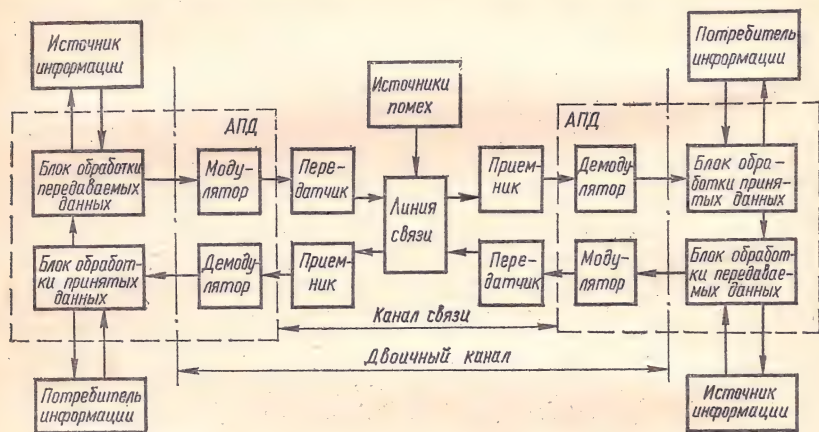 Источник
информации
Потребитель
информации
Источники
помех
АПД
АПД
Блок обработки
передаваемых
данных
Моду-
лятор
Пере-
датчик
Линия
связи
Приемник
Демоду-
лятор
Блок обра-
ботки приня-
тых данных
Блок обработ-
ки принятых
данных
Демоду-
лятор
Прием-
ник
Пере-
датчик
Моду-
лятор
Блок обработ-
ки передавае-
мых данных
Канал связи
Двоичный канал
Потребитель
информации
Источник
информации